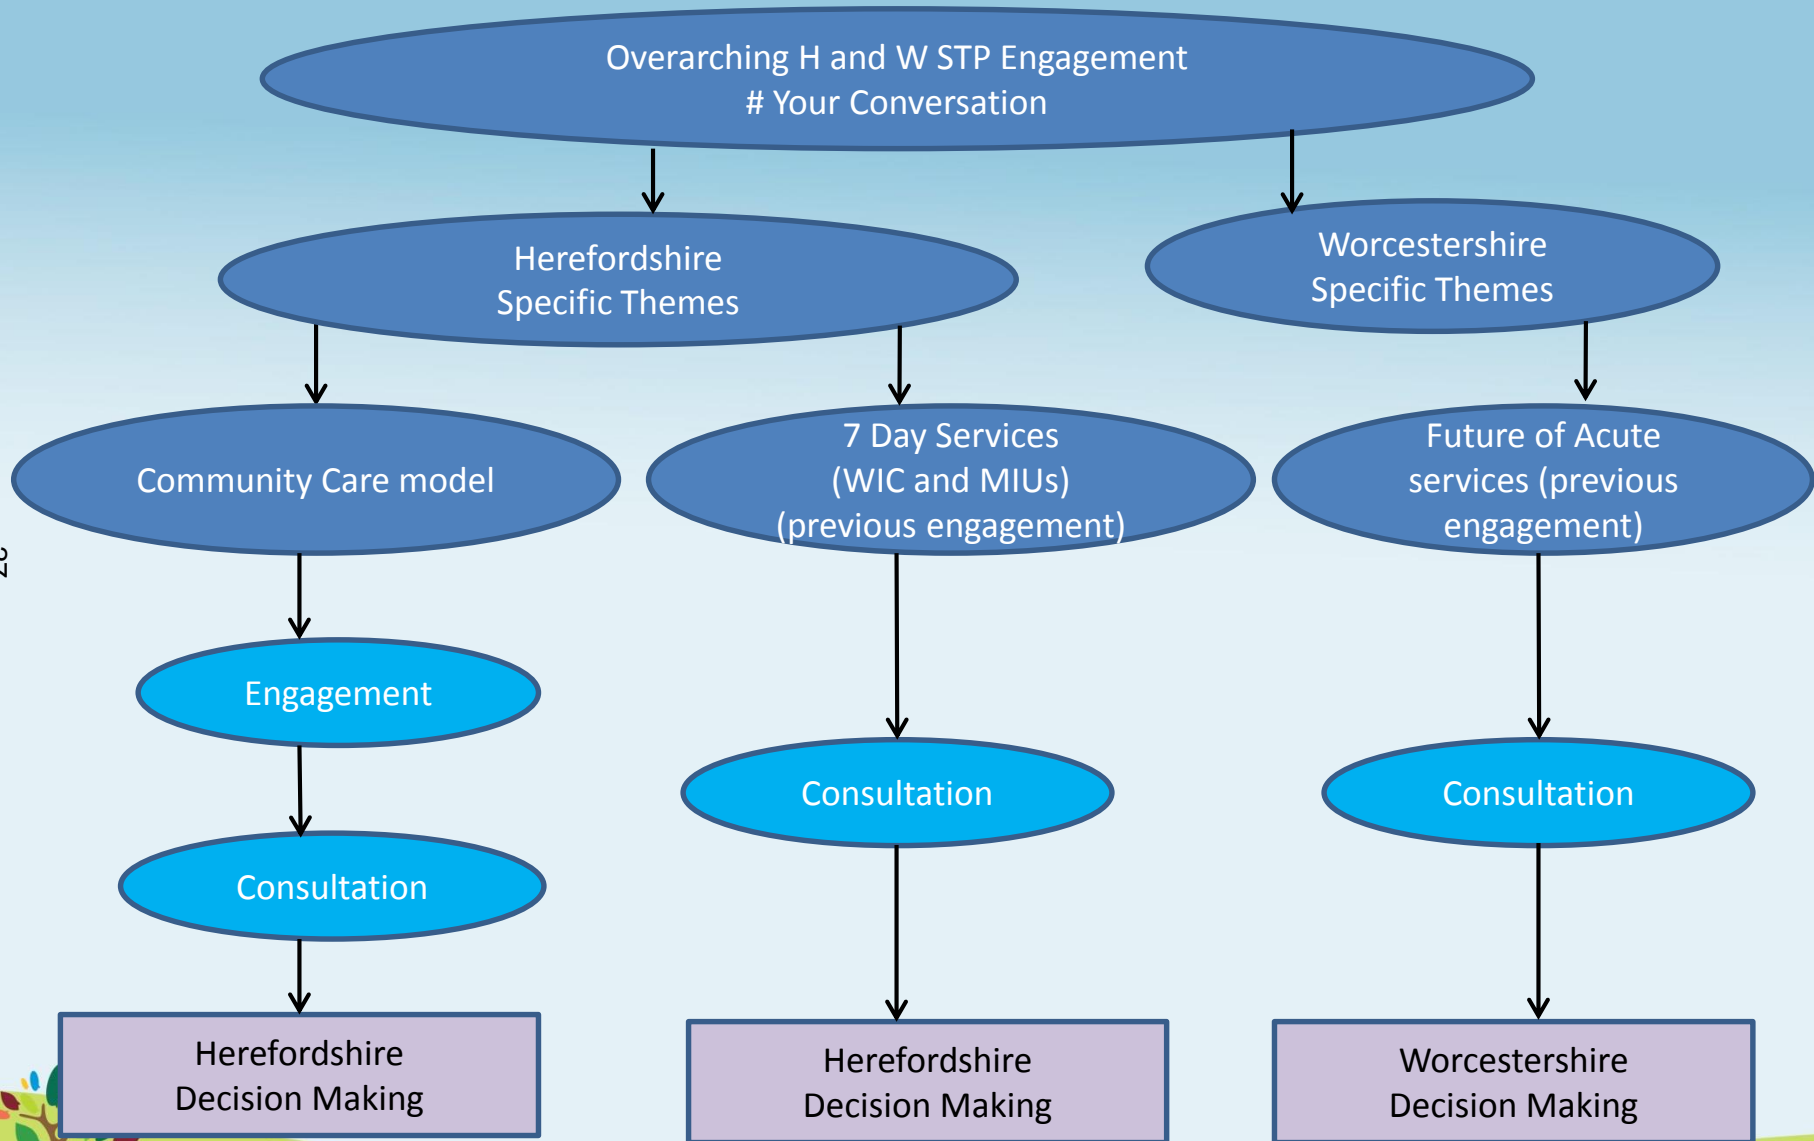 Overarching H and W STP Engagement
# Your Conversation
Herefordshire
Specific Themes
Worcestershire
Specific Themes
Community Care model
7 Day Services
(WIC and MIUs)
(previous engagement)
Future of Acute
services (previous
engagement)
Engagement
Consultation
Consultation
Consultation
Herefordshire
Decision Making
Herefordshire
Decision Making
Worcestershire
Decision Making